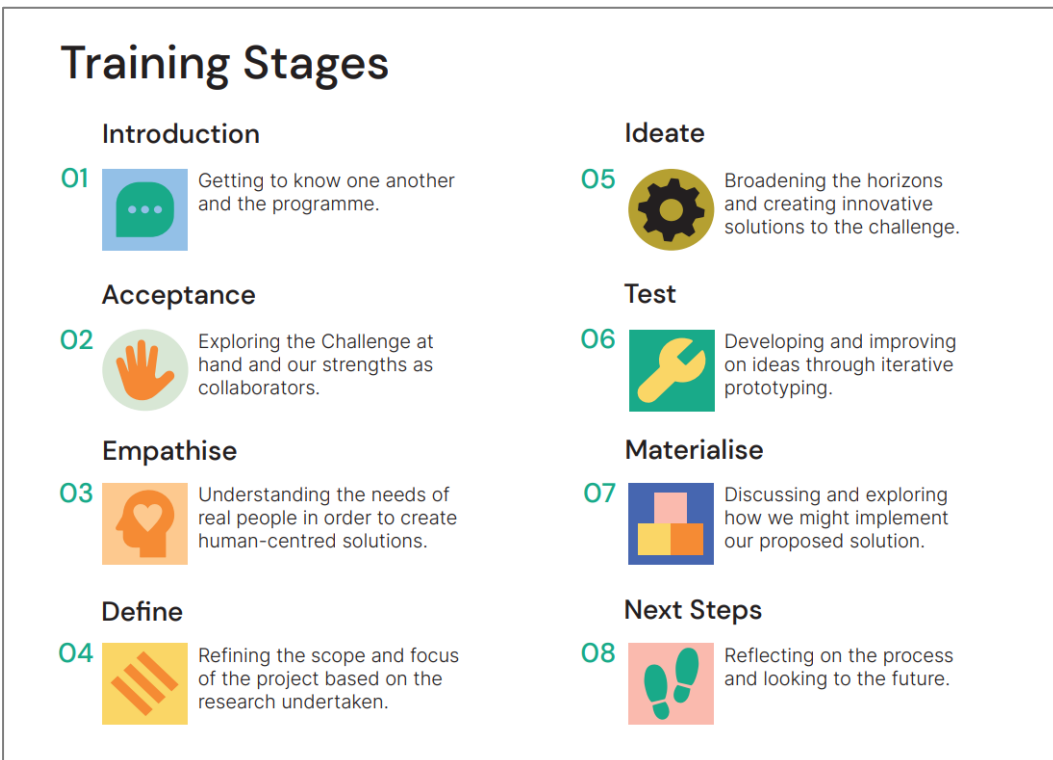 Training Stages
Introduction
01
Getting to know one another
and the programme.
Acceptance
02
Exploring the Challenge at
hand and our strengths as
collaborators.
Empathise
03
Understanding the needs of
real people in order to create
human-centred solutions.
Define
04
Refining the scope and focus
of the project based on the
research undertaken.
Ideate
05
Broadening the horizons
and creating innovative
solutions to the challenge.
Test
06
Developing and improving
on ideas through iterative
prototyping.
Materialise
07
Discussing and exploring
how we might implement
our proposed solution.
Next Steps
08
Reflecting on the process
and looking to the future.